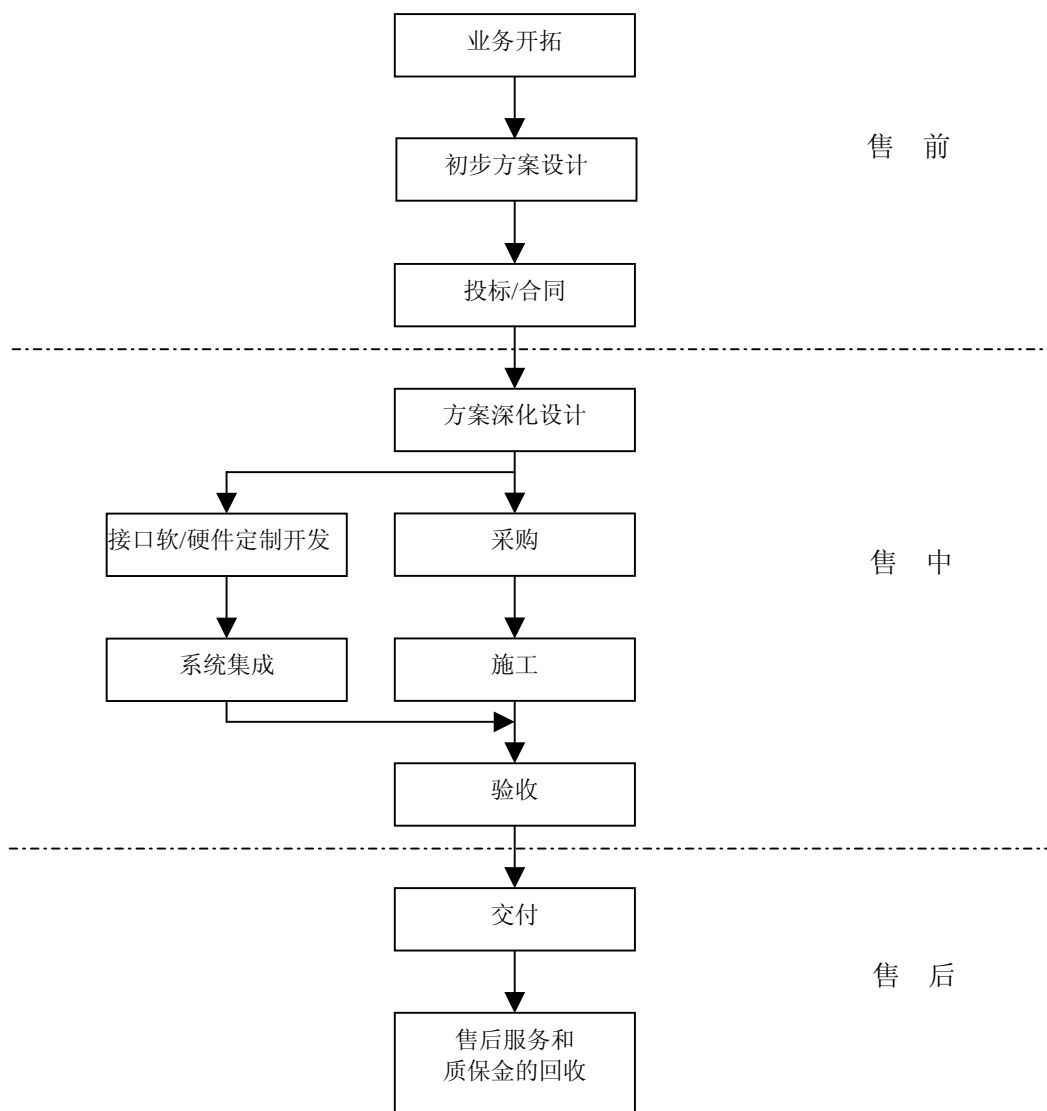 业务开拓
售 前
初步方案设计
投标/合同
方案深化设计
接口软/硬件定制开发
采购
售 中
系统集成
施工
验收
交付
售 后
售后服务和
质保金的回收